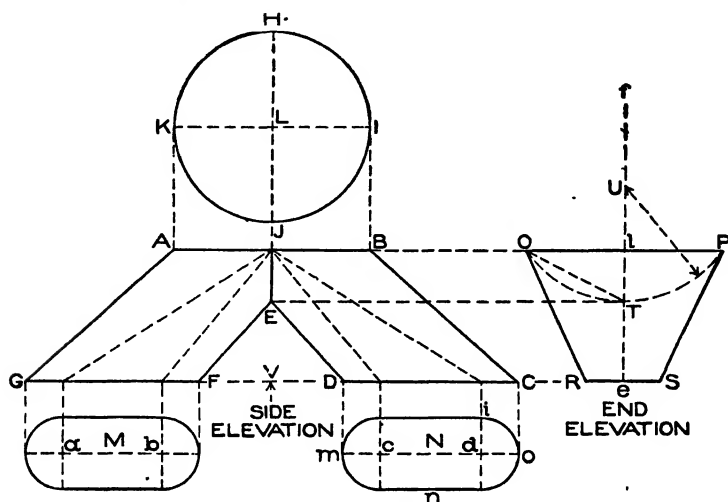 H.
K L I
A J B
E
G F V D C
SIDE
ELEVATION
a M b
m c N d i o
n
f
U
O l P
T
R e S
END
ELEVATION